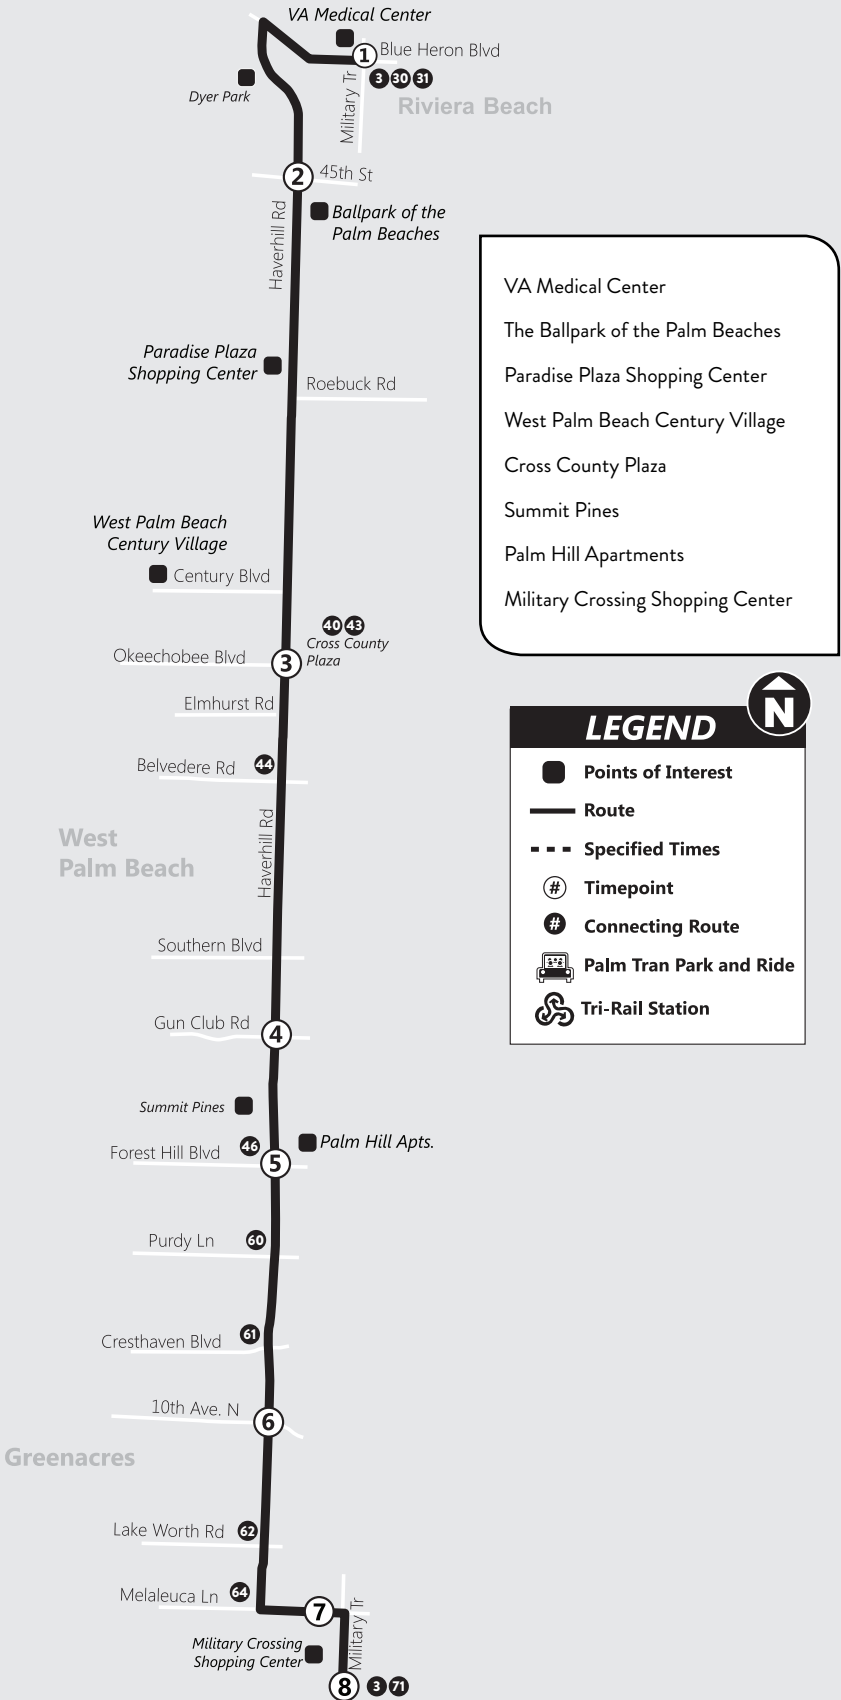 VA Medical Center
1
Blue Heron Blvd
3 30 31
Dyer Park
Military Tr
Riviera Beach
2
45th St
Haverhill Rd
Ballpark of the
Palm Beaches
VA Medical Center
The Ballpark of the Palm Beaches
Paradise Plaza Shopping Center
West Palm Beach Century Village
Cross County Plaza
Summit Pines
Palm Hill Apartments
Military Crossing Shopping Center
Paradise Plaza
Shopping Center
Roebuck Rd
West Palm Beach
Century Village
Century Blvd
40 43
Cross County
Plaza
Okeechobee Blvd
3
Elmhurst Rd
Belvedere Rd
44
N
LEGEND
Points of Interest
Route
Specified Times
# Timepoint
# Connecting Route
Palm Tran Park and Ride
Tri-Rail Station
Haverhill Rd
West
Palm Beach
Southern Blvd
Gun Club Rd
4
Summit Pines
Palm Hill Apts.
Forest Hill Blvd
46
5
Purdy Ln
60
Cresthaven Blvd
61
10th Ave. N
6
Greenacres
Lake Worth Rd
62
Melaleuca Ln
64
7
Military Tr
Military Crossing
Shopping Center
8
3 71